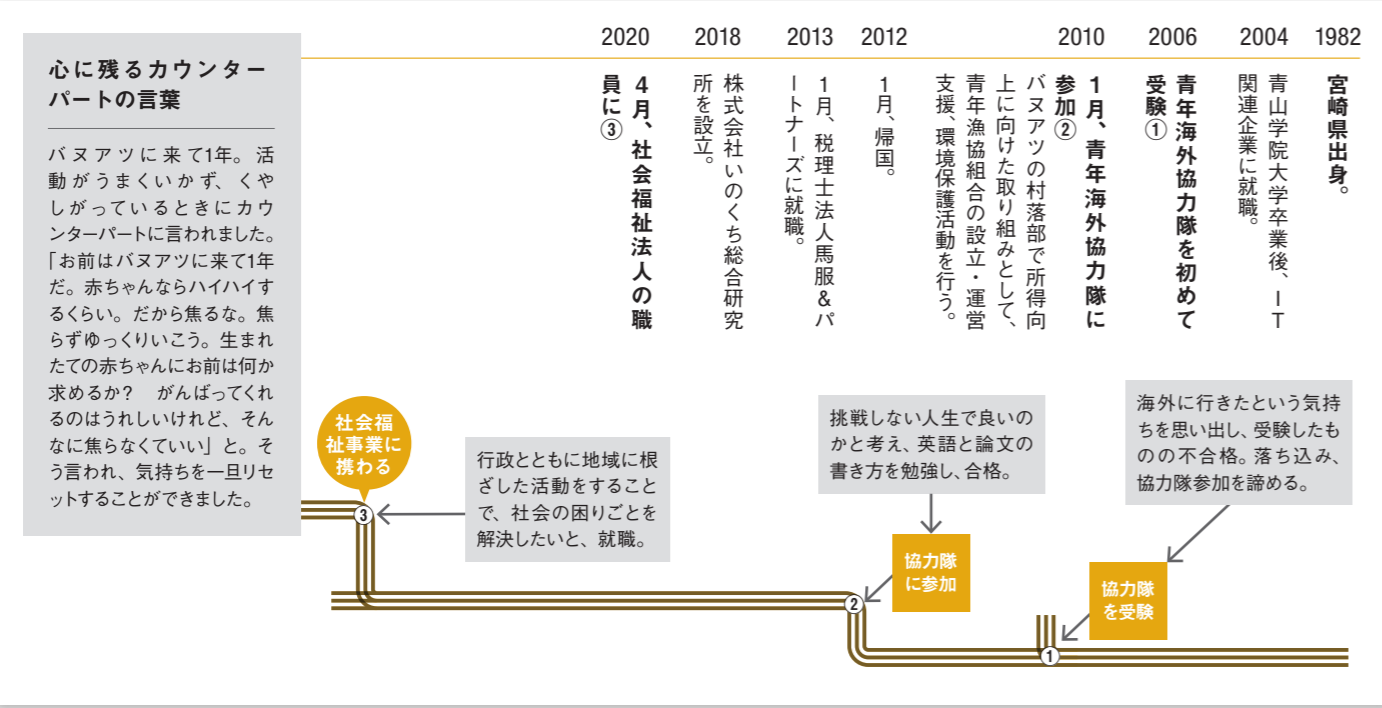 1982
宮崎県出身。
2004
青山学院大学卒業後、IT
関連企業に就職。
2006
青年海外協力隊を初めて
受験①
2010
1月、青年海外協力隊に
参加②
バヌアツの村落部で所得向
上に向けた取り組みとして、
青年漁協組合の設立・運営
支援、環境保護活動を行う。
2012
1月、帰国。
2013
1月、税理士法人馬服&パ
ートナーズに就職。
2018
株式会社いのくち総合研究
所を設立。
2020
4月、社会福祉法人の職
員に③
海外に行きたという気持
ちを思い出し、受験したも
のの不合格。落ち込み、
協力隊参加を諦める。
協力隊
を受験
1
挑戦しない人生で良いの
かと考え、英語と論文の
書き方を勉強し、合格。
協力隊
に参加
2
行政とともに地域に根
ざした活動をすること
で、社会の困りごとを
解決したいと、就職。
社会福
祉事業に
携わる
3
心に残るカウンター
パートの言葉
バヌアツに来て1年。活
動がうまくいかず、くや
しがっているときにカウ
ンターパートに言われました。
「お前はバヌアツに来て1年
だ。赤ちゃんならハイハイす
るくらい。だから焦るな。焦
らずゆっくりいこう。生まれ
たての赤ちゃんにお前は何か
求めるか?　がんばってくれ
るのはうれしいけれど、そん
なに焦らなくていい」と。そ
う言われ、気持ちを一旦リセ
ットすることができました。